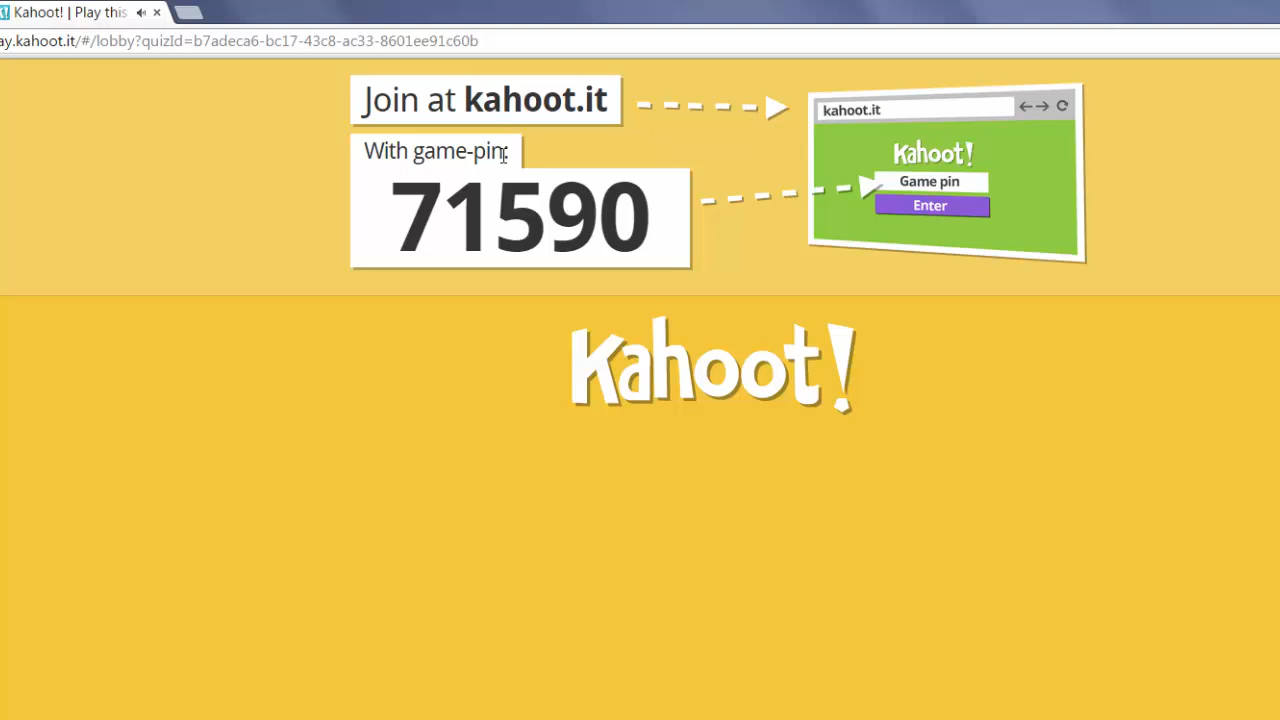 Kahoot! | Play this
ay.kahoot.it/#/lobby?quizId=b7adeca6-bc17-43c8-ac33-8601ee91c60b
Join at kahoot.it
With game-pin:
71590
kahoot.it
Kahoot!
Game pin
Enter
Kahoot!